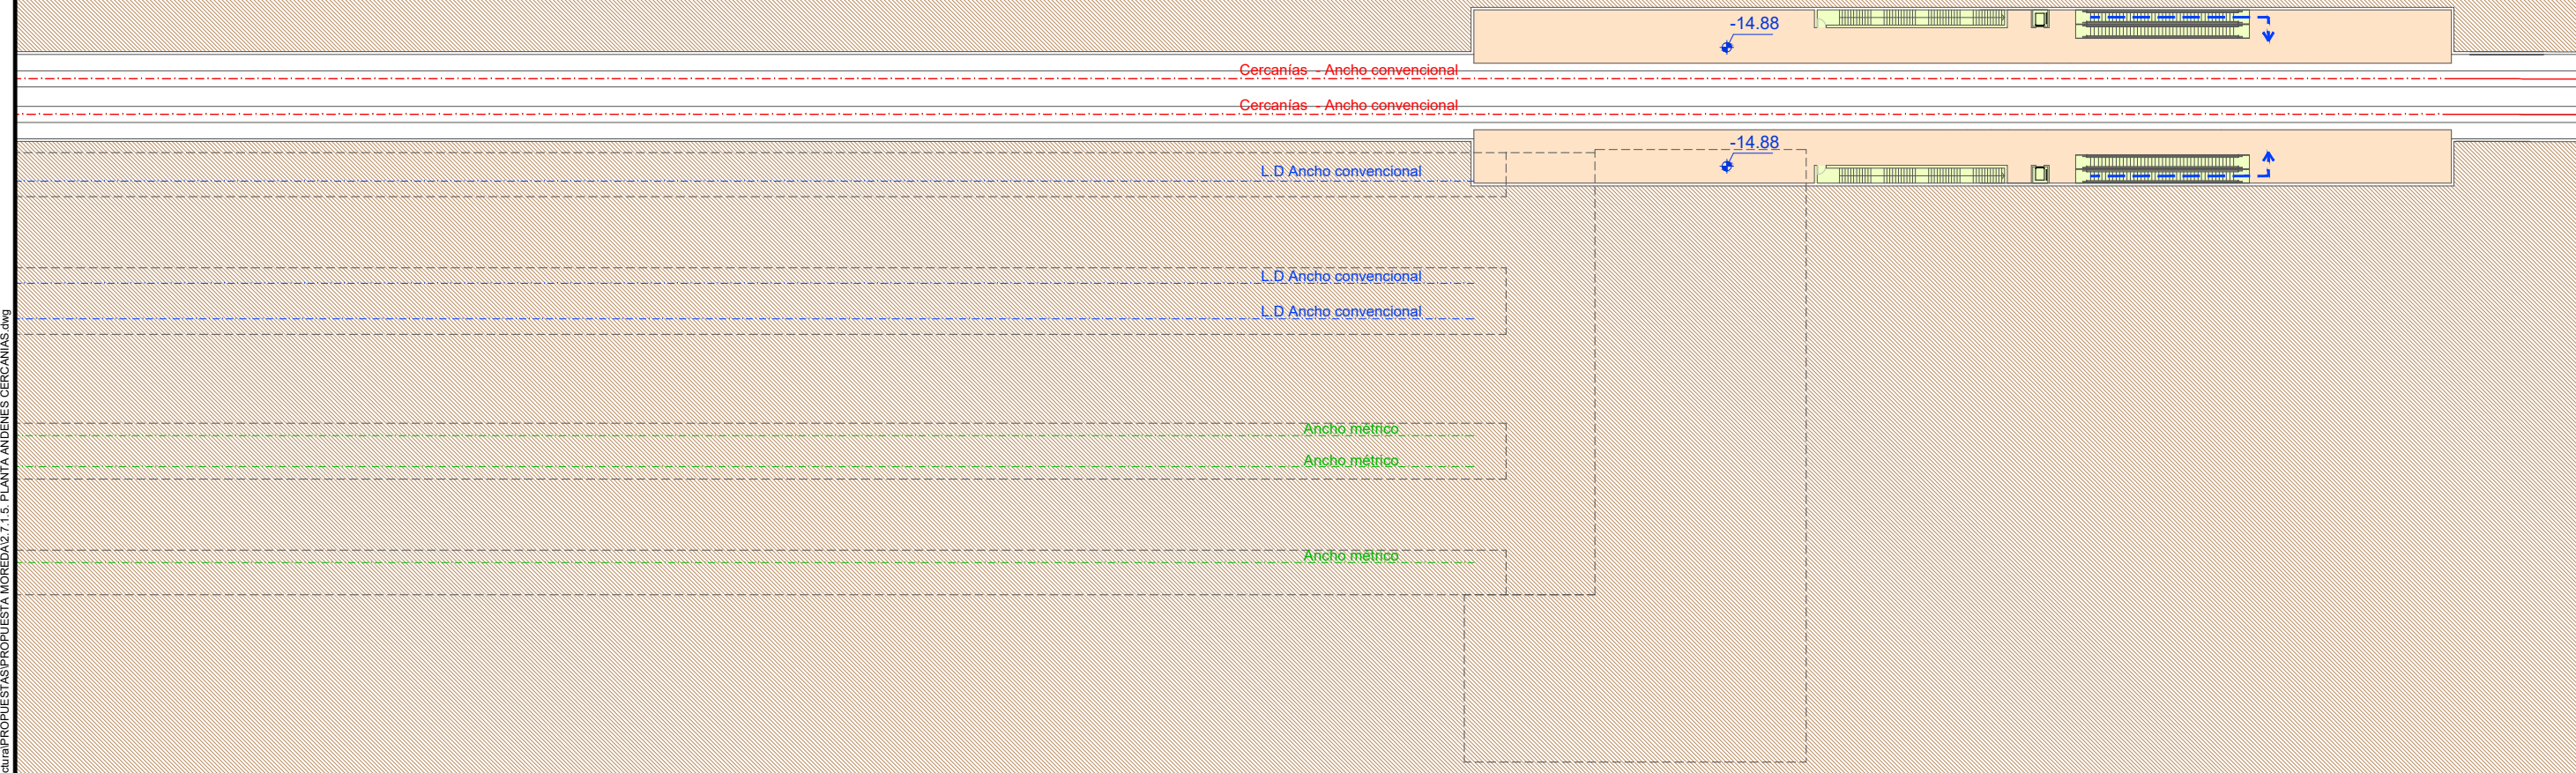 -14.88
Cercanías - Ancho convencional
Cercanías - Ancho convencional
-14.88
L.D Ancho convencional
L.D Ancho convencional
L.D Ancho convencional
Ancho métrico
Ancho métrico
Ancho métrico
ctura\PROPUESTAS\PROPUESTA MOREDA\2.7.1.5. PLANTA ANDENES CERCANIAS.dwg